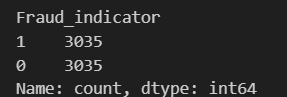 Fraud_indicator
1    3035
0    3035
Name: count, dtype: int64